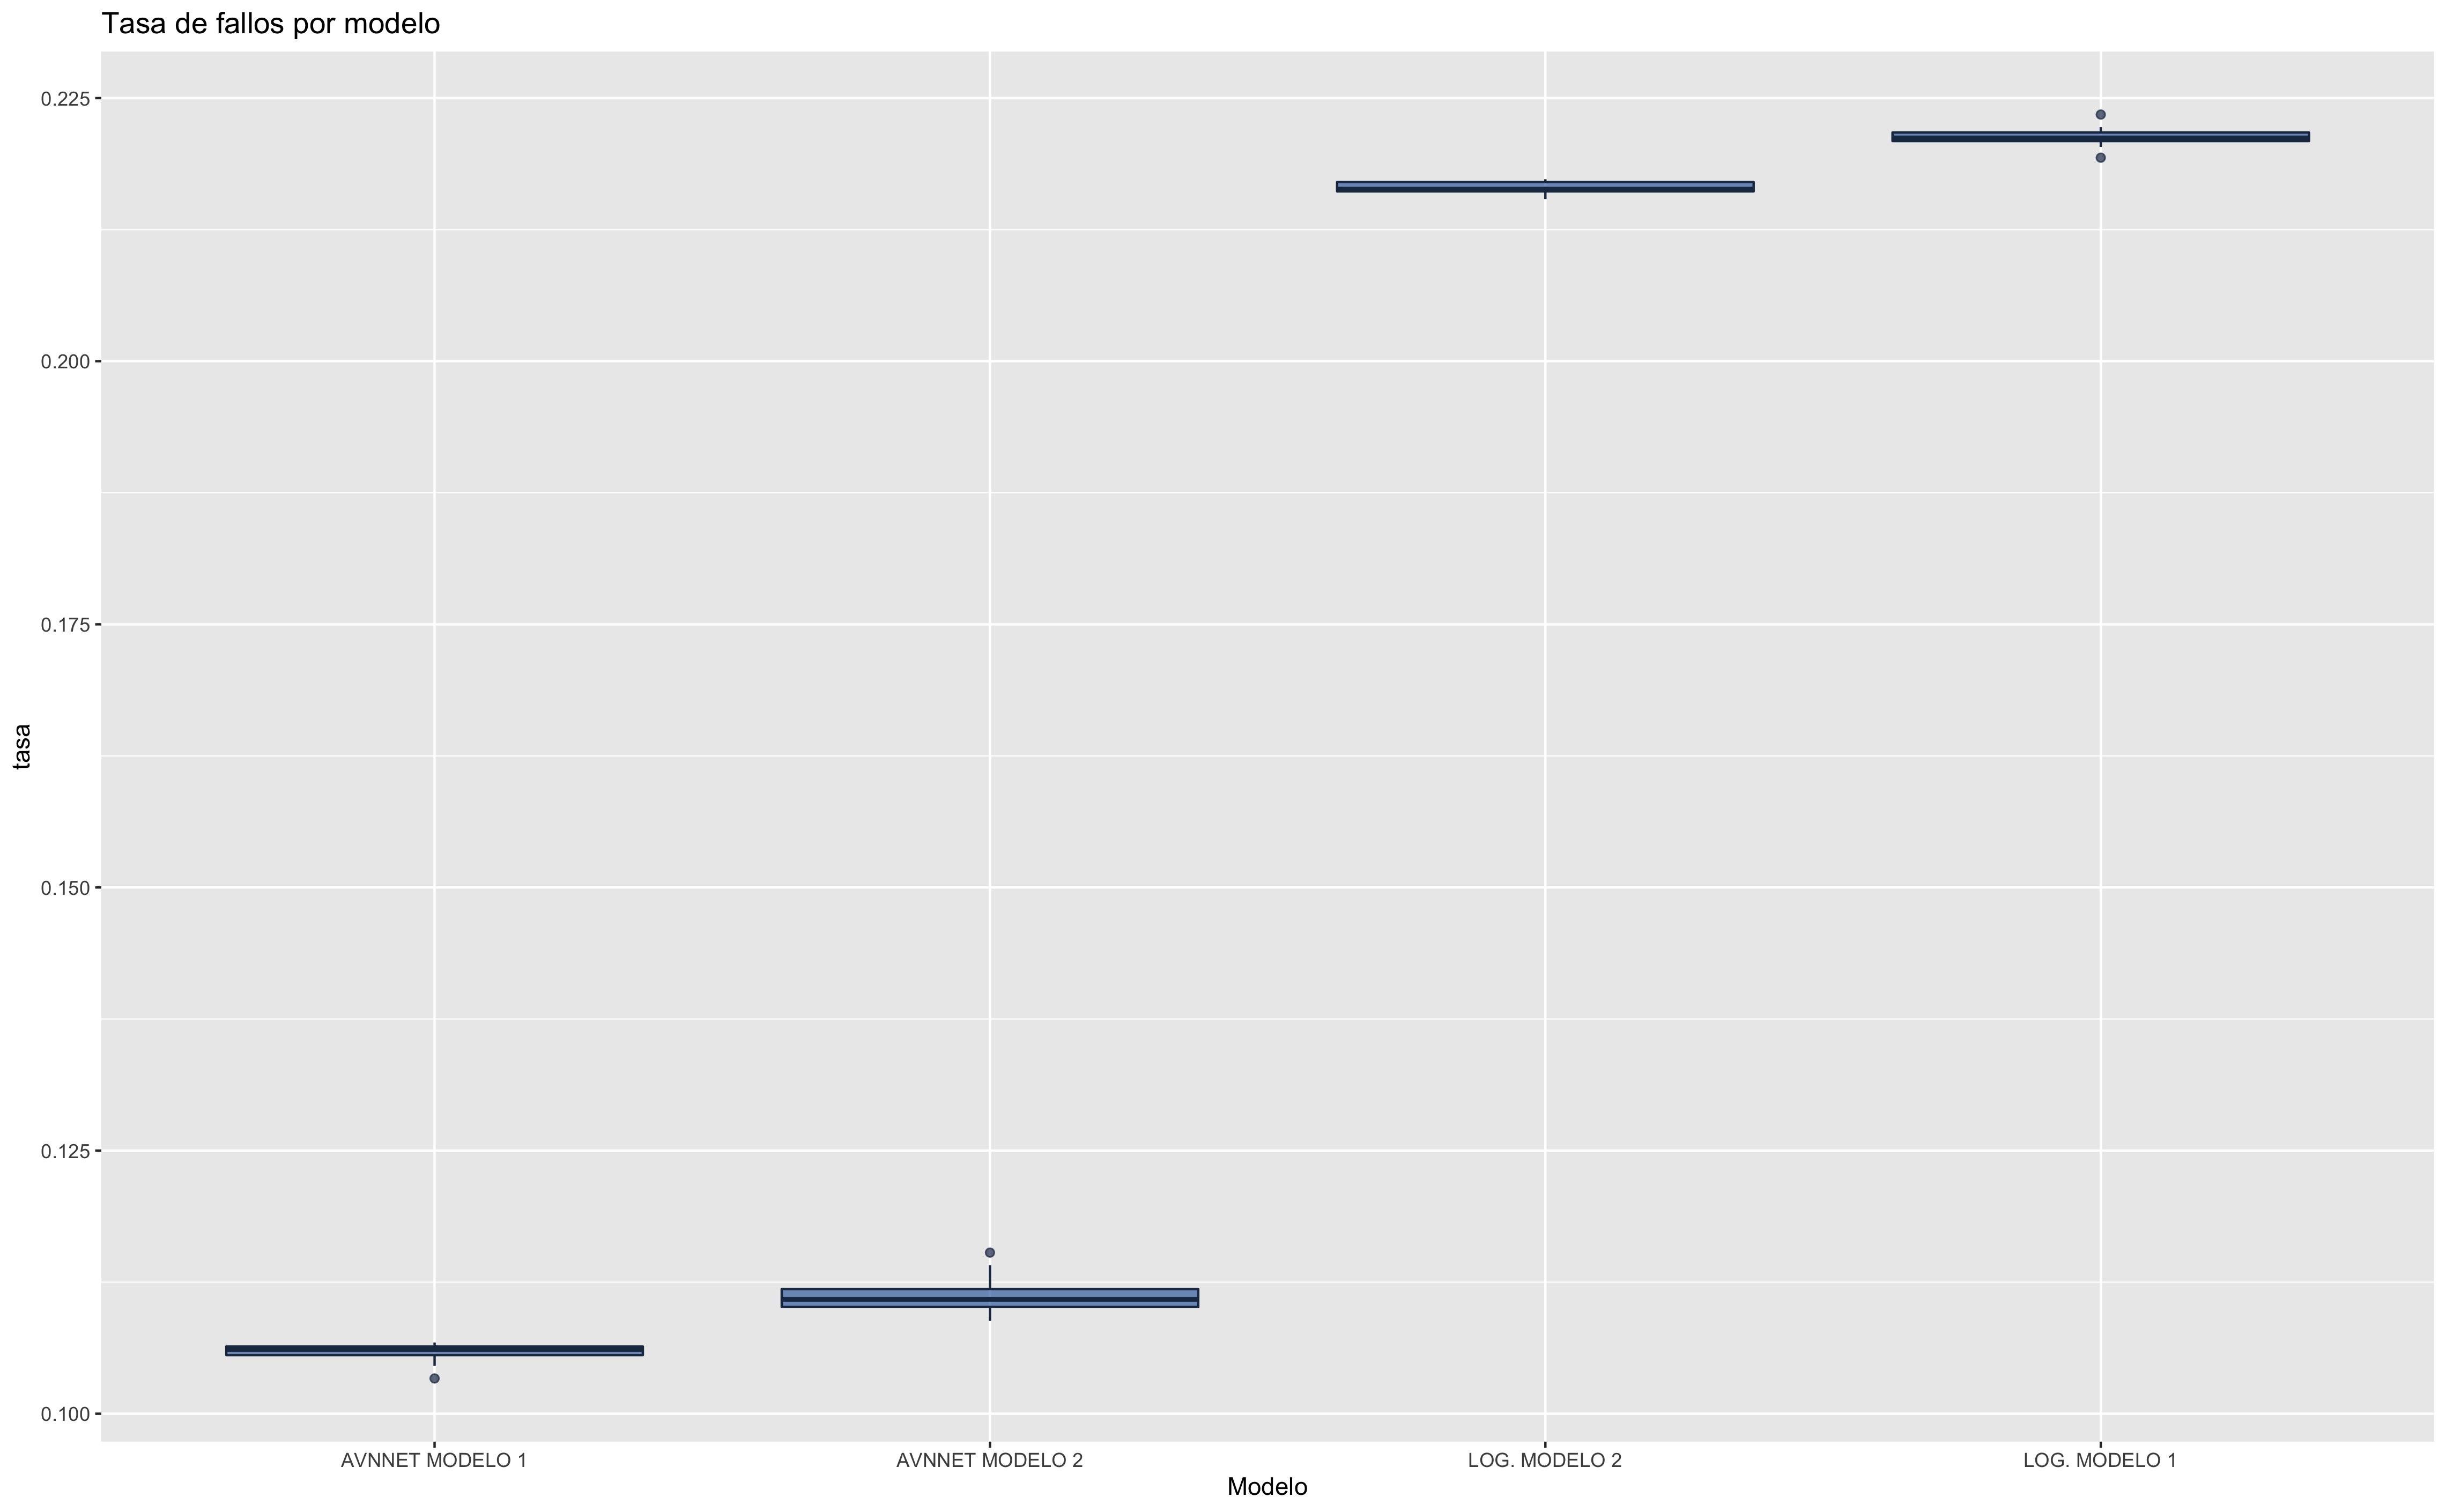 Tasa de fallos por modelo
tasa
0.225
0.200
0.175
0.150
0.125
0.100
AVNNET MODELO 1
AVNNET MODELO 2
LOG. MODELO 2
LOG. MODELO 1
Modelo